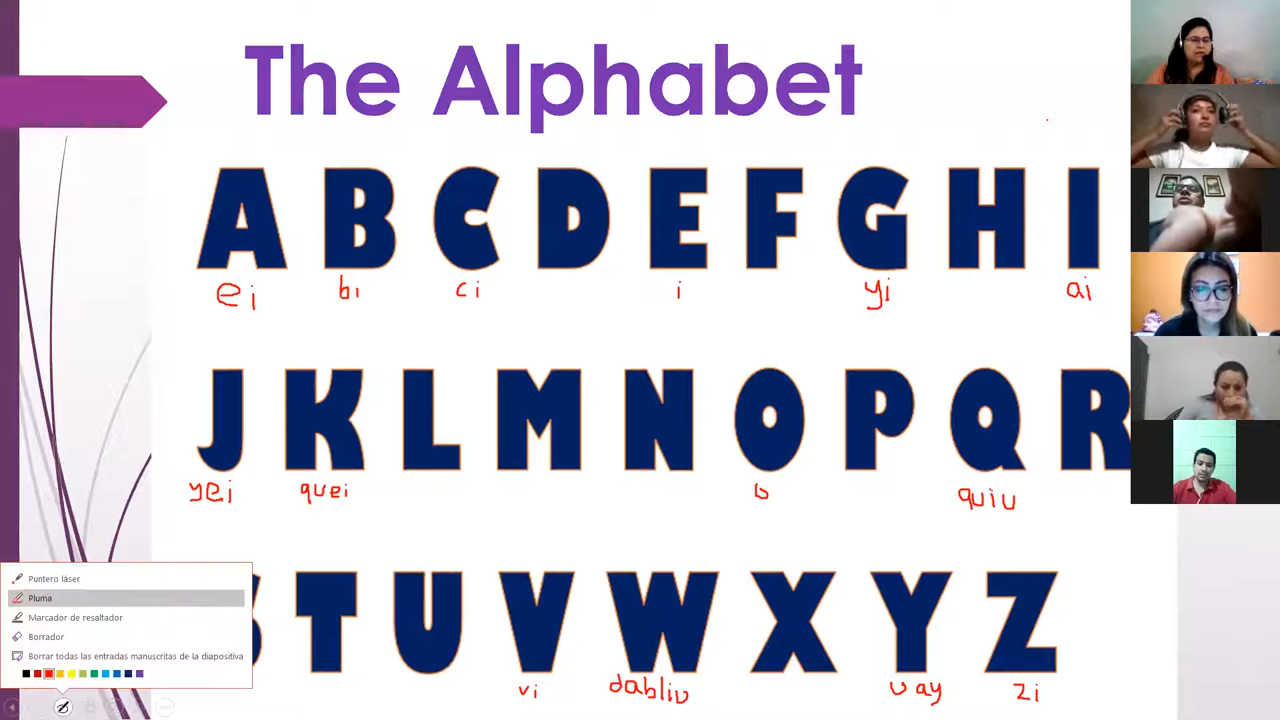 The Alphabet
A B C D E F G H I
ei bi ci i yi ai
J K L M N O P Q R
yei quei o quiu
S T U V W X Y Z
vi dabliu uay zi
Puntero láser
Pluma
Marcador de resaltador
Borrador
Borrar todas las entradas manuscritas de la diapositiva